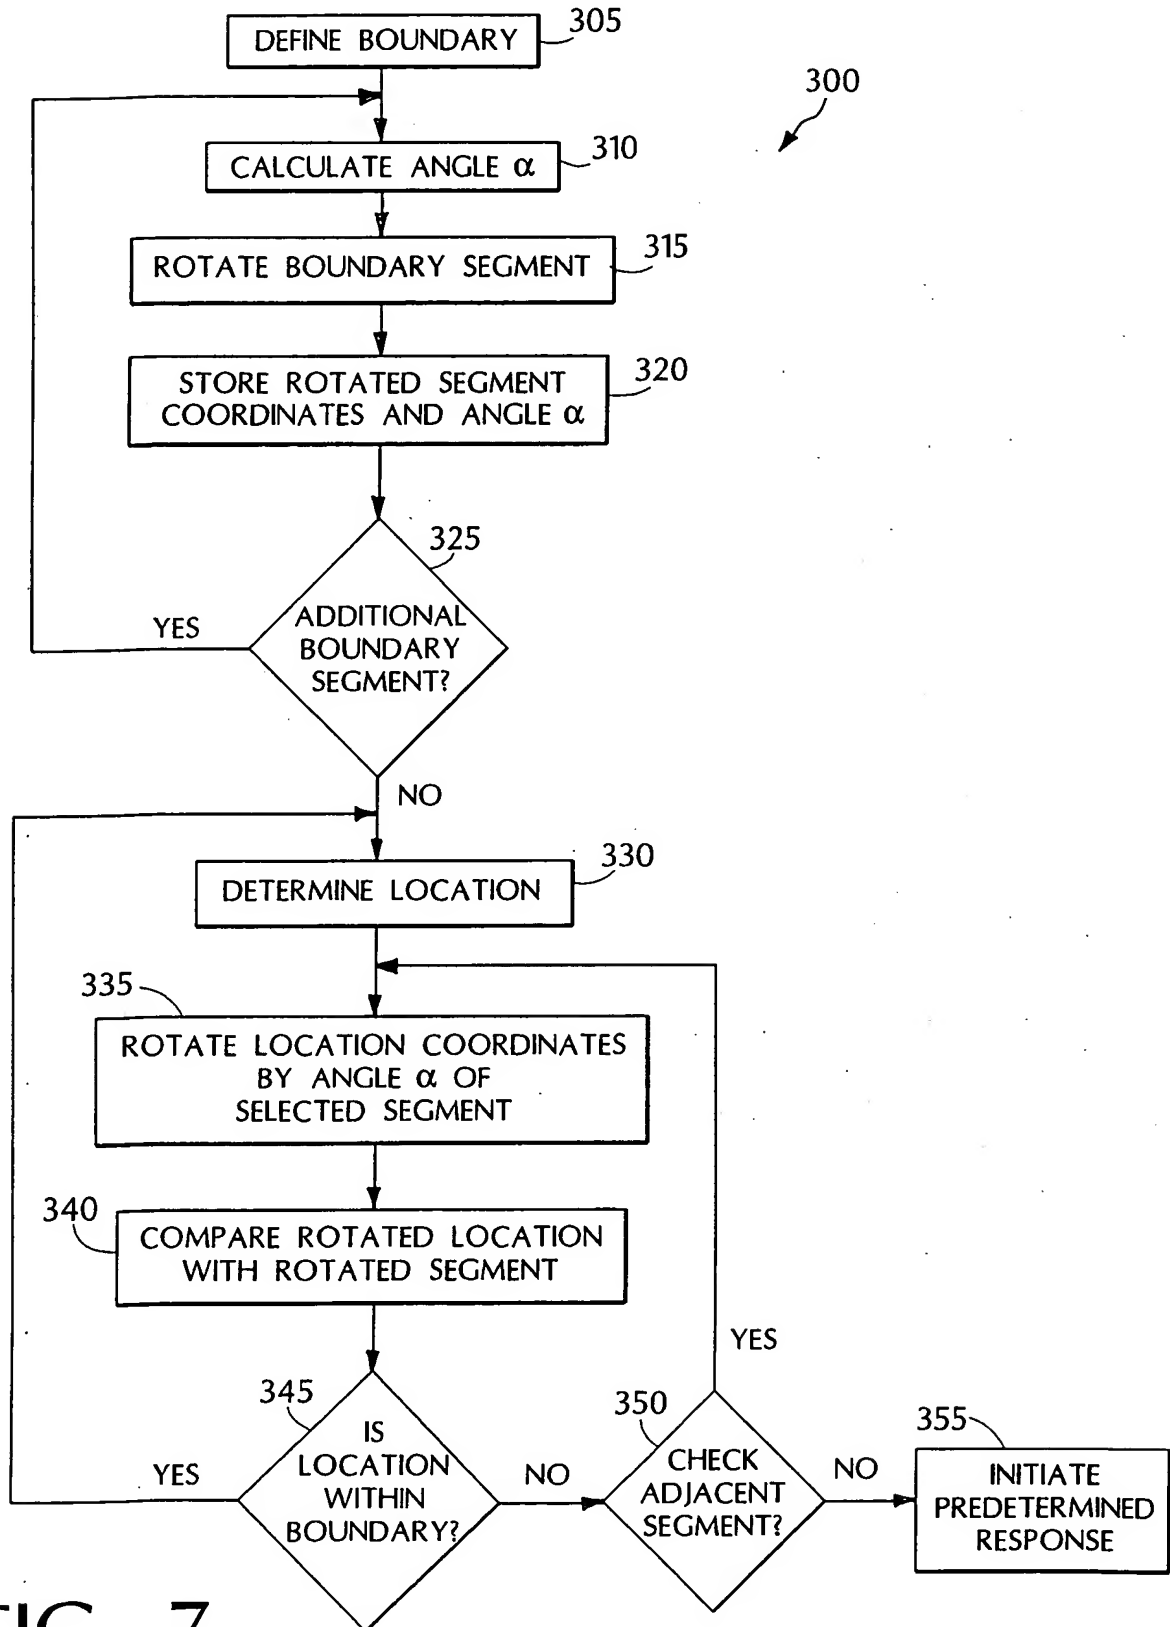 DEFINE BOUNDARY
305
300
CALCULATE ANGLE α
310
ROTATE BOUNDARY SEGMENT
315
STORE ROTATED SEGMENT
COORDINATES AND ANGLE α
320
325
ADDITIONAL
BOUNDARY
SEGMENT?
YES
NO
DETERMINE LOCATION
330
335
ROTATE LOCATION COORDINATES
BY ANGLE α OF
SELECTED SEGMENT
340
COMPARE ROTATED LOCATION
WITH ROTATED SEGMENT
345
IS
LOCATION
WITHIN
BOUNDARY?
YES
NO
350
CHECK
ADJACENT
SEGMENT?
YES
NO
355
INITIATE
PREDETERMINED
RESPONSE
FIG. 7